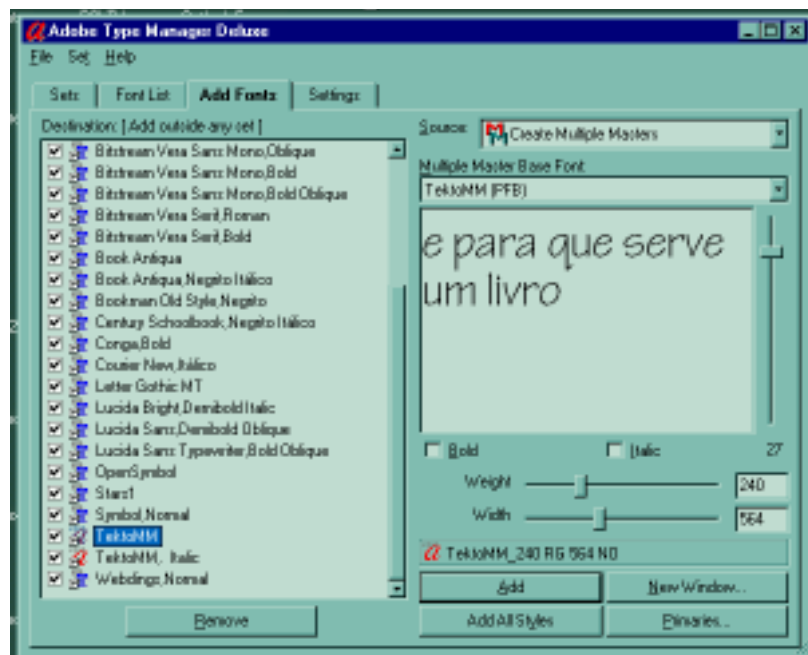 Adobe Type Manager Deluxe
File Set Help
Sets Font List Add Fonts Settings
Destination: [Add outside any set]
Bitstream Vera Sans Mono,Oblique
Bitstream Vera Sans Mono,Bold
Bitstream Vera Sans Mono,Bold Oblique
Bitstream Vera Serif,Roman
Bitstream Vera Serif,Bold
Book Antiqua
Book Antiqua,Negrito Itálico
Bookman Old Style,Negrito
Century Schoolbook,Negrito Itálico
Conga,Bold
Courier New,Itálico
Letter Gothic MT
Lucida Bright,Demibold Italic
Lucida Sans,Demibold Oblique
Lucida Sans Typewriter,Bold Oblique
OpenSymbol
Stars1
Symbol,Normal
TektoMM
TektoMM, Italic
Webdings,Normal
Remove
Source: Create Multiple Masters
Multiple Master Base Font
TektoMM (PFB)
e para que serve
um livro
Bold Italic 27
Weight 240
Width 564
TektoMM_240 RG 564 NO
Add New Window...
Add All Styles Primaries...